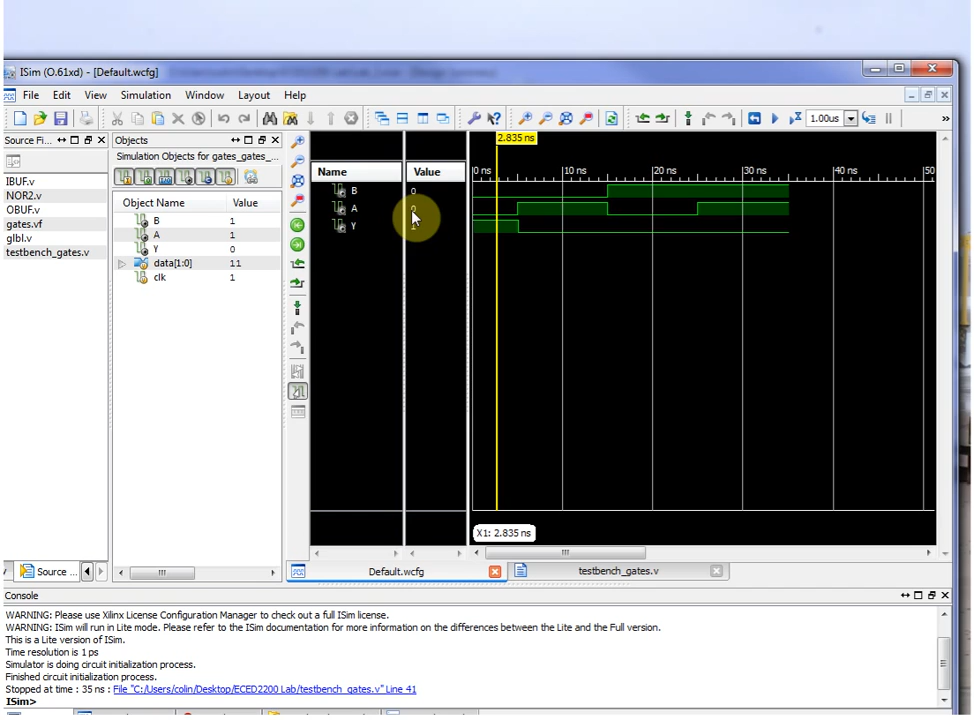 ISim (O.61xd) - [Default.wcfg]
File Edit View Simulation Window Layout Help
1.00us
»
Source Fi...
Objects
Simulation Objects for gates_gates_...
IBUF.v
NOR2.v
OBUF.v
gates.vf
glbl.v
testbench_gates.v
Object Name Value
B 1
A 1
Y 0
data[1:0] 11
clk 1
2.835 ns
Name Value
B 0
A 0
Y 1
0 ns 10 ns 20 ns 30 ns 40 ns 50
X1: 2.835 ns
Source ...
Default.wcfg
testbench_gates.v
Console
WARNING: Please use Xilinx License Configuration Manager to check out a full ISim license.
WARNING: ISim will run in Lite mode. Please refer to the ISim documentation for more information on the differences between the Lite and the Full version.
This is a Lite version of ISim.
Time resolution is 1 ps
Simulator is doing circuit initialization process.
Finished circuit initialization process.
Stopped at time : 35 ns : File "C:/Users/colin/Desktop/ECED2200 Lab/testbench_gates.v" Line 41
ISim>